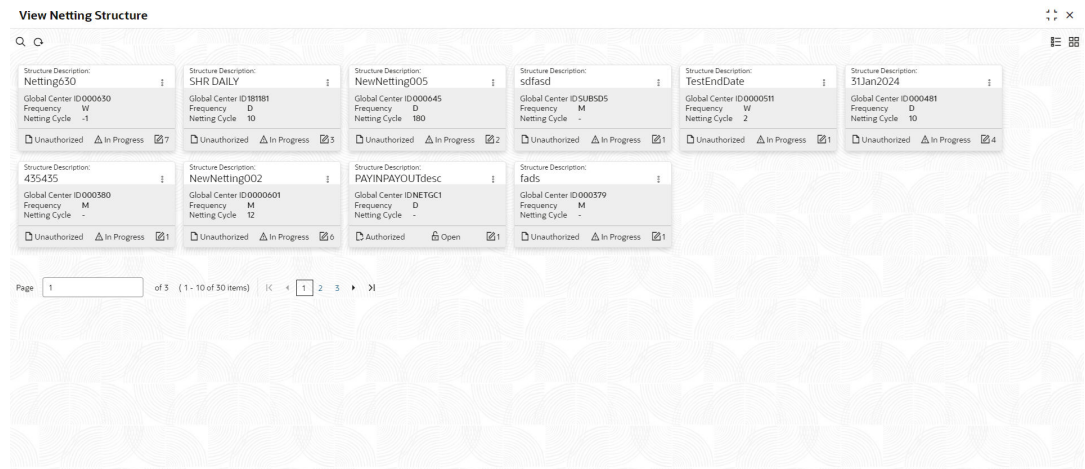 View Netting Structure
Structure Description:
Netting630
Global Center ID000630
Frequency W
Netting Cycle -1
Unauthorized In Progress 7
Structure Description:
SHR DAILY
Global Center ID181181
Frequency D
Netting Cycle 10
Unauthorized In Progress 3
Structure Description:
NewNetting005
Global Center ID000645
Frequency D
Netting Cycle 180
Unauthorized In Progress 2
Structure Description:
sdfasd
Global Center IDSUBSD5
Frequency M
Netting Cycle -
Unauthorized In Progress 1
Structure Description:
TestEndDate
Global Center ID0000511
Frequency W
Netting Cycle 2
Unauthorized In Progress 1
Structure Description:
31Jan2024
Global Center ID000481
Frequency D
Netting Cycle 10
Unauthorized In Progress 4
Structure Description:
435435
Global Center ID000380
Frequency M
Netting Cycle -
Unauthorized In Progress 1
Structure Description:
NewNetting002
Global Center ID0000601
Frequency M
Netting Cycle 12
Unauthorized In Progress 6
Structure Description:
PAYINPAYOUTdesc
Global Center IDNETGC1
Frequency D
Netting Cycle -
Authorized Open 1
Structure Description:
fads
Global Center ID000379
Frequency M
Netting Cycle -
Unauthorized In Progress 1
Page 1 of 3 ( 1 - 10 of 30 items) 1 2 3